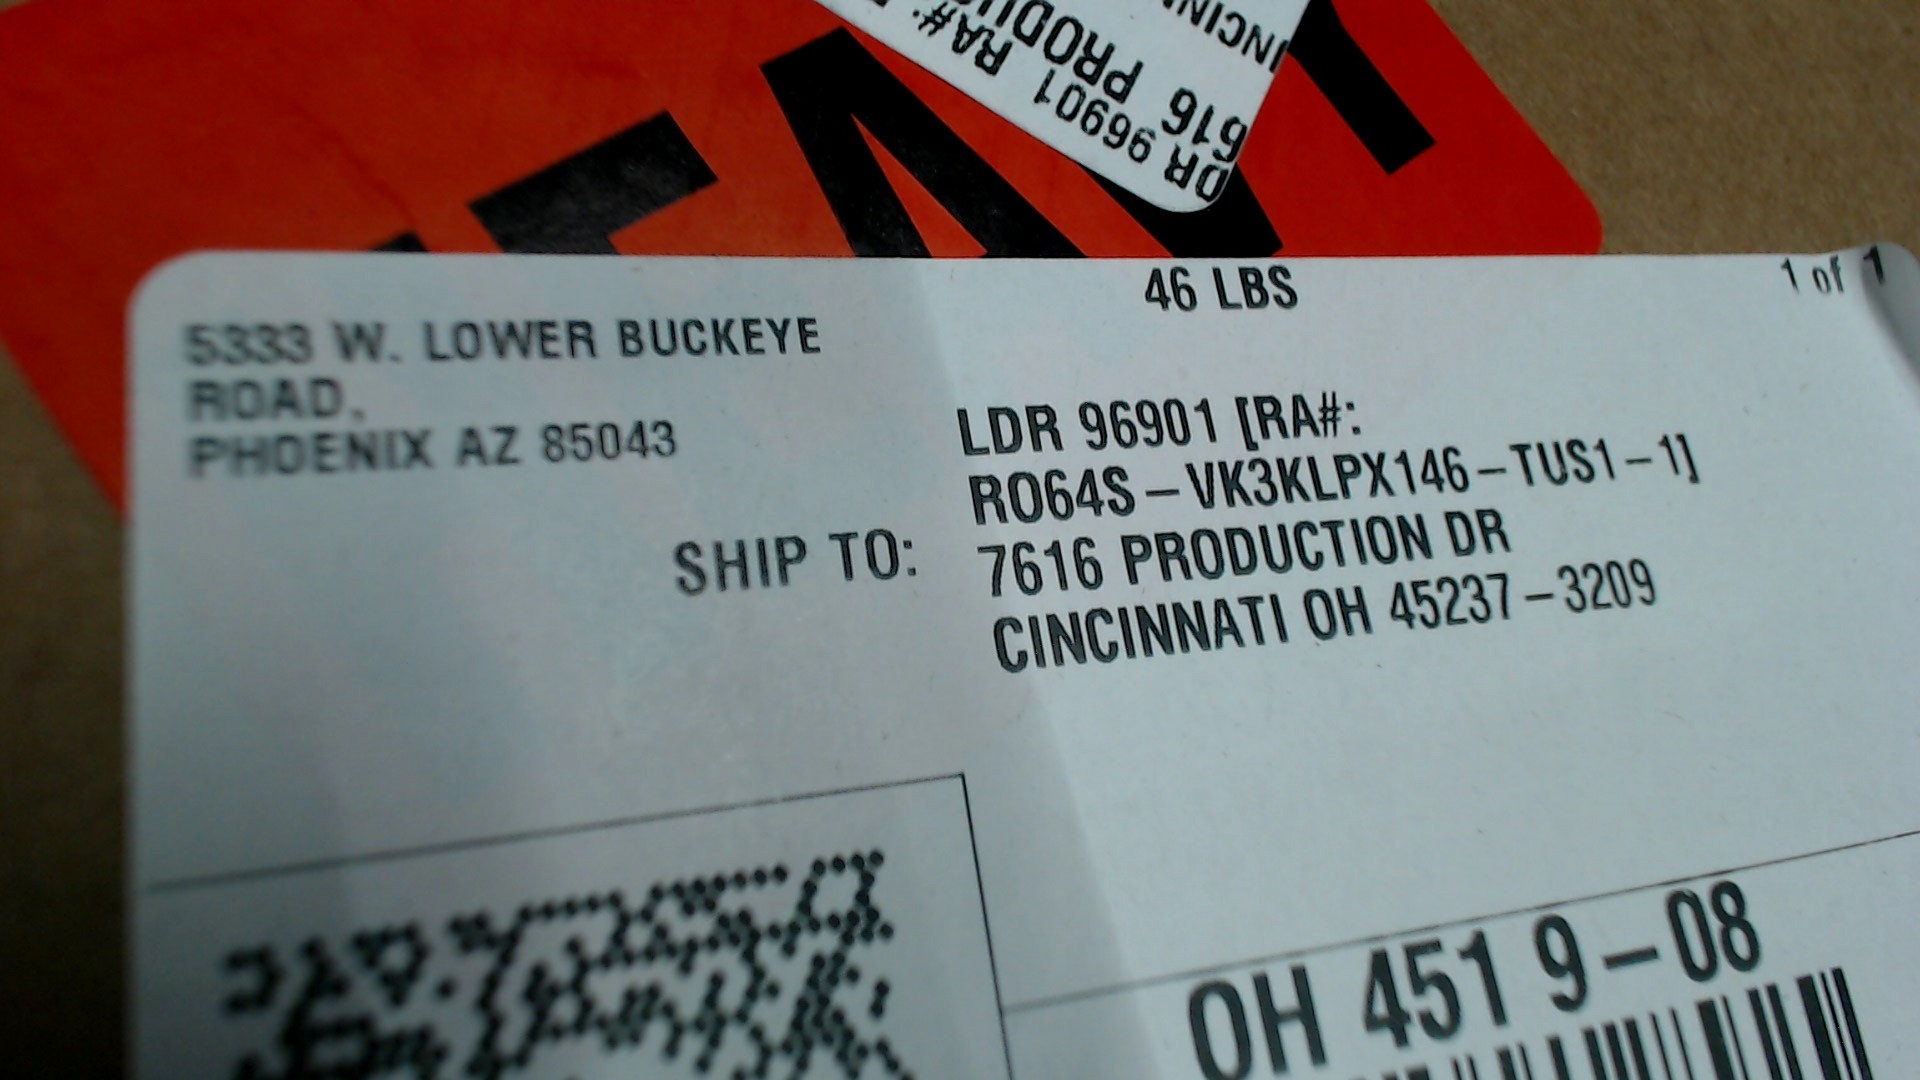 DR 96901 RA#:
616 PRODU
INCINN
46 LBS
1 of 1
5333 W. LOWER BUCKEYE
ROAD,
PHOENIX AZ 85043
LDR 96901 [RA#:
RO64S-VK3KLPX146-TUS1-1]
SHIP TO: 7616 PRODUCTION DR
CINCINNATI OH 45237-3209
OH 451 9-08